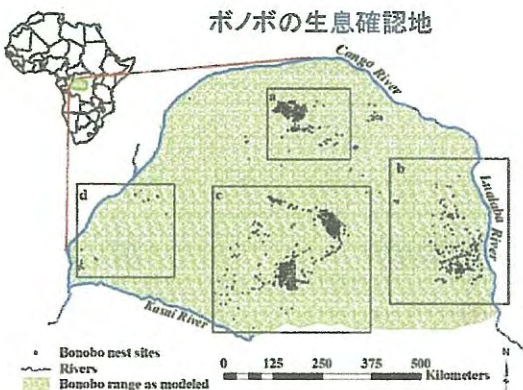 ボノボの生息確認地
Congo River
a
b
Lualaba River
d
c
Kasai River
Bonobo nest sites
Rivers
Bonobo range as modeled
0 125 250 375 500
Kilometers
N